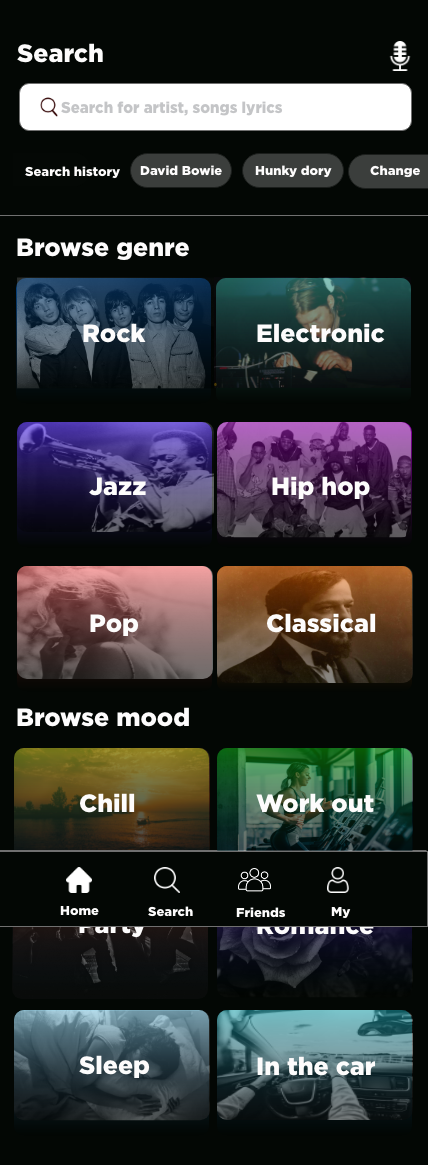 Search
Search for artist, songs lyrics
Search history David Bowie Hunky dory Change
Browse genre
Rock Electronic
Jazz Hip hop
Pop Classical
Browse mood
Chill Work out
Home Search Friends My
Party Romance
Sleep In the car